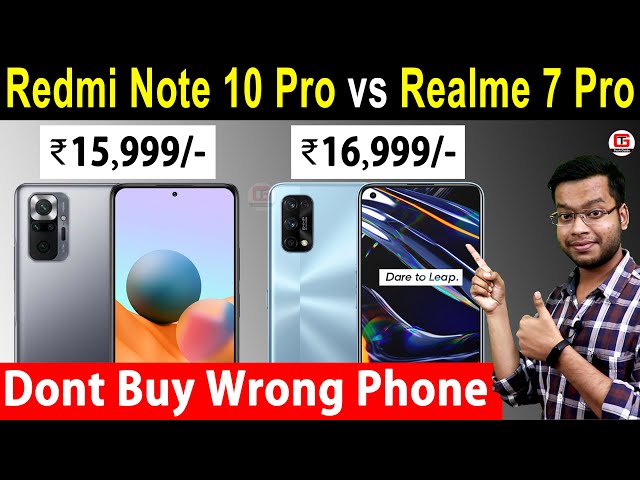 Redmi Note 10 Pro vs Realme 7 Pro
₹15,999/-
₹16,999/-
Dare to Leap.
Dont Buy Wrong Phone